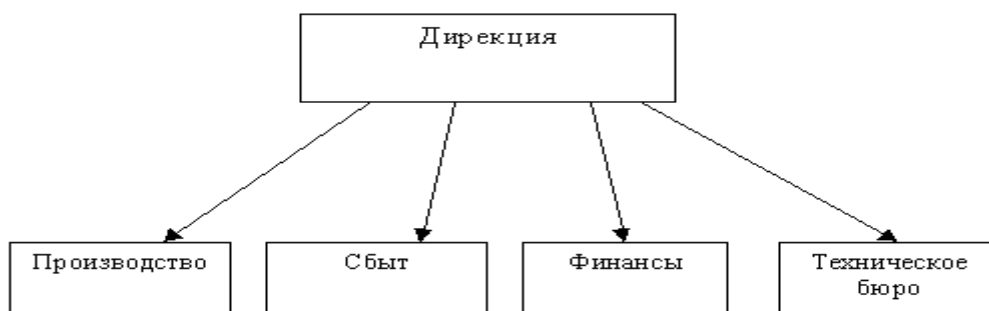 Дирекция
Производство
Сбыт
Финансы
Техническое
бюро